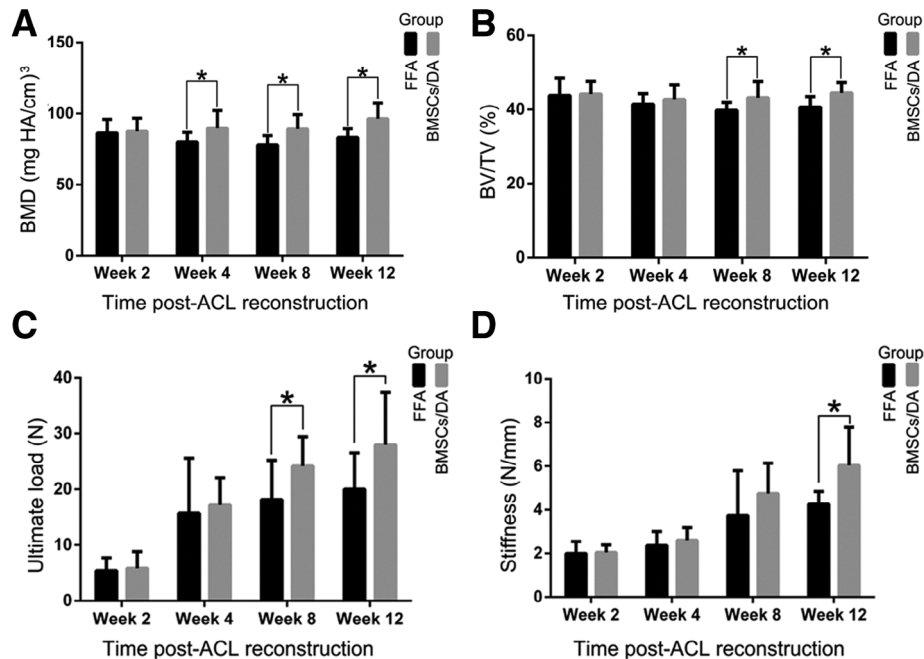 A
Group
FFA
BMSCs/DA
BMD (mg HA/cm)³
150
100
50
0
*
*
*
Week 2 Week 4 Week 8 Week 12
Time post-ACL reconstruction
B
Group
FFA
BMSCs/DA
BV/TV (%)
60
40
20
0
*
*
Week 2 Week 4 Week 8 Week 12
Time post-ACL reconstruction
C
Group
FFA
BMSCs/DA
Ultimate load (N)
40
30
20
10
0
*
*
Week 2 Week 4 Week 8 Week 12
Time post-ACL reconstruction
D
Group
FFA
BMSCs/DA
Stiffness (N/mm)
10
8
6
4
2
0
*
Week 2 Week 4 Week 8 Week 12
Time post-ACL reconstruction